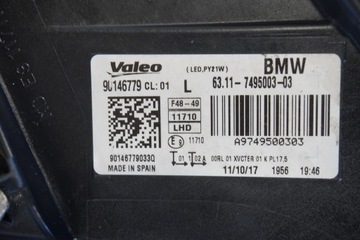 Valeo (LED,PY21W) BMW
90146779 CL: 01 L 63.11- 7495003-03
F48-49
11710
LHD
E2 11710
A9749500303
90146779033Q
MADE IN SPAIN
00RL 01 XVCTER 01 K PL17,5
11/10/17 1956 19:46